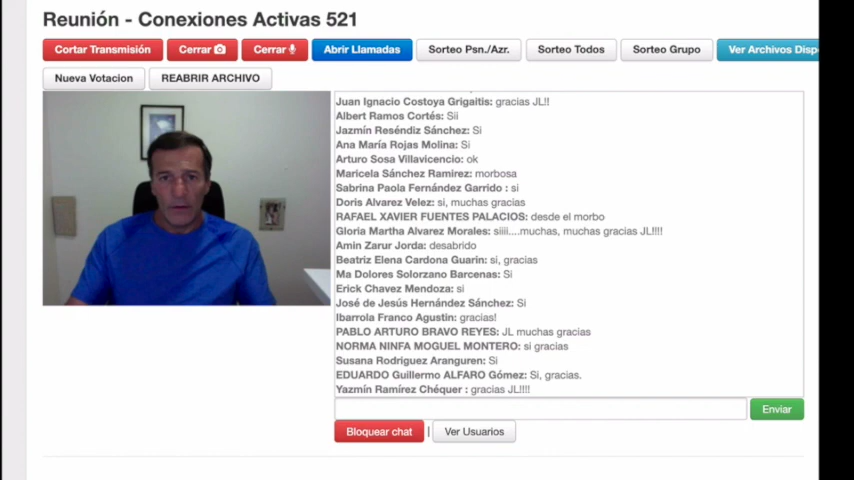 Reunión - Conexiones Activas 521
Cortar Transmisión Cerrar Cerrar Abrir Llamadas Sorteo Psn./Azr. Sorteo Todos Sorteo Grupo Ver Archivos Disp
Nueva Votacion REABRIR ARCHIVO
Juan Ignacio Costoya Grigaitis: gracias JL!!
Albert Ramos Cortés: Sii
Jazmín Reséndiz Sánchez: Si
Ana María Rojas Molina: Si
Arturo Sosa Villavicencio: ok
Maricela Sánchez Ramirez: morbosa
Sabrina Paola Fernández Garrido : si
Doris Alvarez Velez: si, muchas gracias
RAFAEL XAVIER FUENTES PALACIOS: desde el morbo
Gloria Martha Alvarez Morales: siiii....muchas, muchas gracias JL!!!!
Amin Zarur Jorda: desabrido
Beatriz Elena Cardona Guarin: si, gracias
Ma Dolores Solorzano Barcenas: Si
Erick Chavez Mendoza: si
José de Jesús Hernández Sánchez: Si
Ibarrola Franco Agustin: gracias!
PABLO ARTURO BRAVO REYES: JL muchas gracias
NORMA NINFA MOGUEL MONTERO: si gracias
Susana Rodriguez Aranguren: Si
EDUARDO Guillermo ALFARO Gómez: Si, gracias.
Yazmín Ramírez Chéquer : gracias JL!!!!
Enviar
Bloquear chat | Ver Usuarios